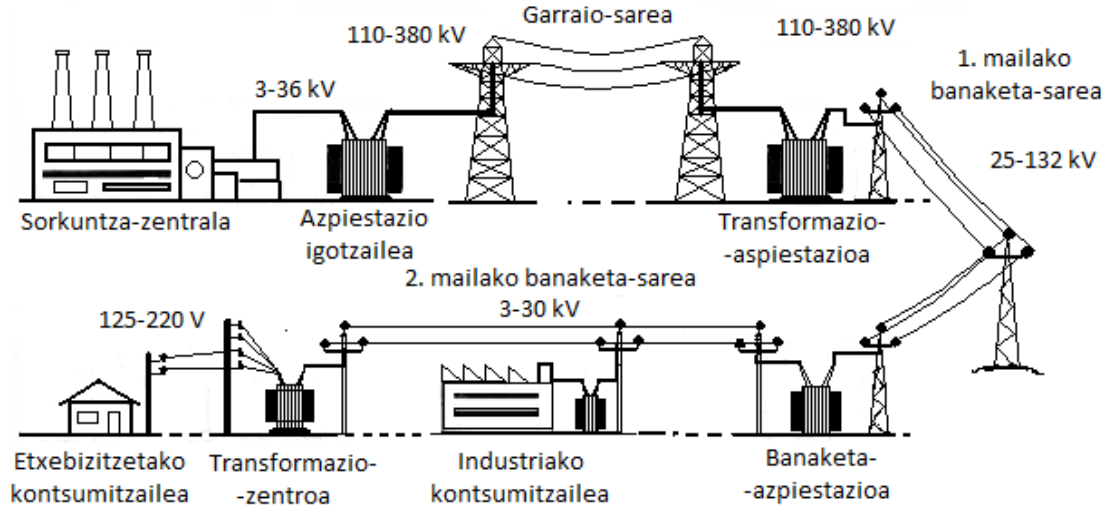 Garraio-sarea
110-380 kV
110-380 kV
1. mailako
banaketa-sarea
3-36 kV
25-132 kV
Sorkuntza-zentrala
Azpiestazio
igotzailea
Transformazio-
-aspiestazioa
2. mailako banaketa-sarea
3-30 kV
125-220 V
Etxebizitzetako
kontsumitzailea
Transformazio-
-zentroa
Industriako
kontsumitzailea
Banaketa-
-azpiestazioa